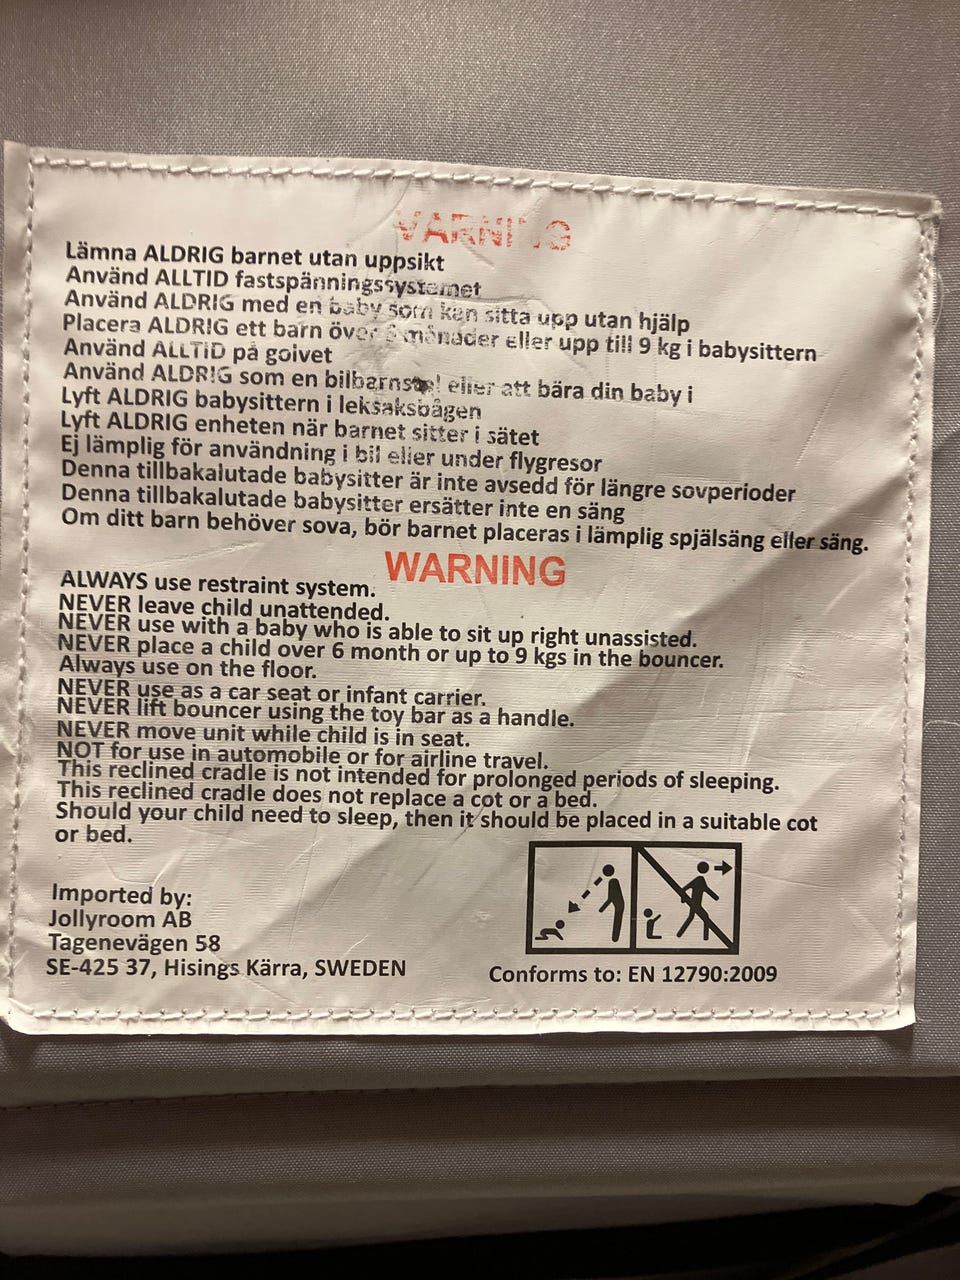 VARNING
Lämna ALDRIG barnet utan uppsikt
Använd ALLTID fastspänningssystemet
Använd ALDRIG med en baby som kan sitta upp utan hjälp
Placera ALDRIG ett barn över 6 månader eller upp till 9 kg i babysittern
Använd ALLTID på goivet
Använd ALDRIG som en bilbarnstol eller att bära din baby i
Lyft ALDRIG babysittern i leksaksbågen
Lyft ALDRIG enheten när barnet sitter i sätet
Ej lämplig för användning i bil eller under flygresor
Denna tillbakalutade babysitter är inte avsedd för längre sovperioder
Denna tillbakalutade babysitter ersätter inte en säng
Om ditt barn behöver sova, bör barnet placeras i lämplig spjälsäng eller säng.
WARNING
ALWAYS use restraint system.
NEVER leave child unattended.
NEVER use with a baby who is able to sit up right unassisted.
NEVER place a child over 6 month or up to 9 kgs in the bouncer.
Always use on the floor.
NEVER use as a car seat or infant carrier.
NEVER lift bouncer using the toy bar as a handle.
NEVER move unit while child is in seat.
NOT for use in automobile or for airline travel.
This reclined cradle is not intended for prolonged periods of sleeping.
This reclined cradle does not replace a cot or a bed.
Should your child need to sleep, then it should be placed in a suitable cot
or bed.
Imported by:
Jollyroom AB
Tagenevägen 58
SE-425 37, Hisings Kärra, SWEDEN
Conforms to: EN 12790:2009